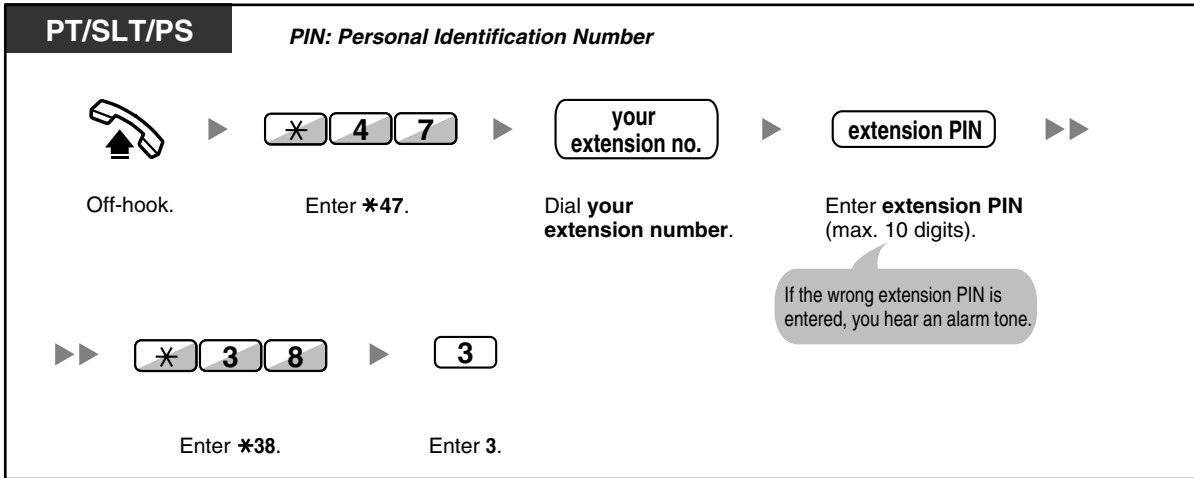 PT/SLT/PS
PIN: Personal Identification Number
* 4 7
your
extension no.
extension PIN
Off-hook.
Enter *47.
Dial your
extension number.
Enter extension PIN
(max. 10 digits).
If the wrong extension PIN is
entered, you hear an alarm tone.
* 3 8
3
Enter *38.
Enter 3.